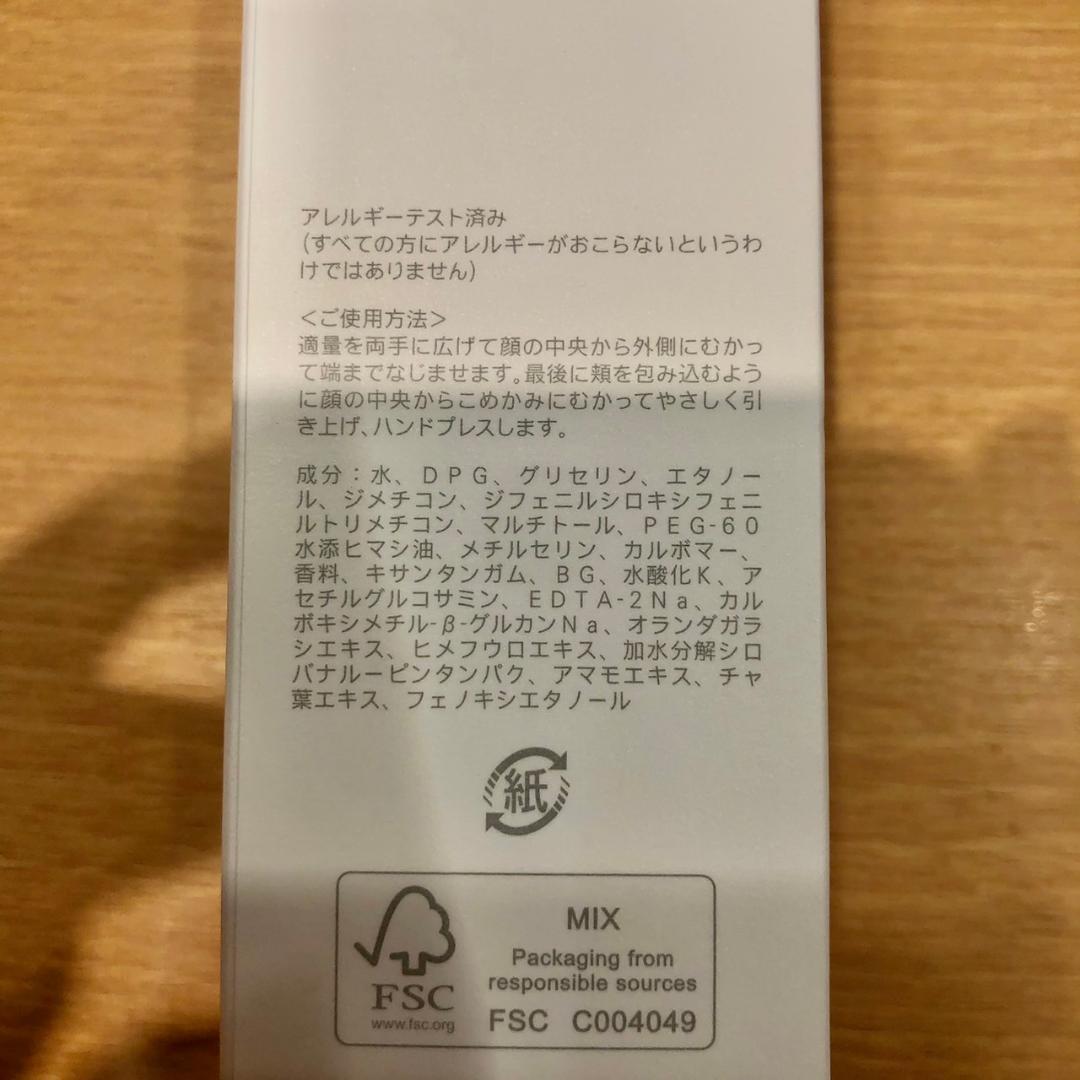 アレルギーテスト済み
(すべての方にアレルギーがおこらないというわ
けではありません)
<ご使用方法>
適量を両手に広げて顔の中央から外側にむかっ
て端までなじませます。最後に頬を包み込むよう
に顔の中央からこめかみにむかってやさしく引
き上げ、ハンドプレスします。
成分：水、DPG、グリセリン、エタノー
ル、ジメチコン、ジフェニルシロキシフェニ
ルトリメチコン、マルチトール、PEG-60
水添ヒマシ油、メチルセリン、カルボマー、
香料、キサンタンガム、BG、水酸化K、ア
セチルグルコサミン、EDTA-2Na、カル
ボキシメチル-β-グルカンNa、オランダガラ
シエキス、ヒメフウロエキス、加水分解シロ
バナルーピンタンパク、アマモエキス、チャ
葉エキス、フェノキシエタノール
紙
MIX
Packaging from
responsible sources
FSC
www.fsc.org
FSC C004049